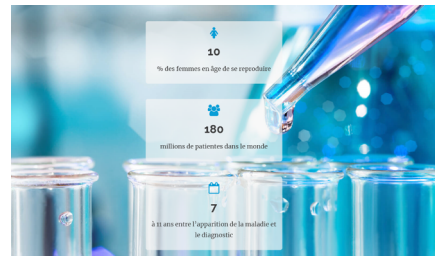 10
% des femmes en âge de se reproduire
180
millions de patientes dans le monde
7
à 11 ans entre l'apparition de la maladie et
le diagnostic